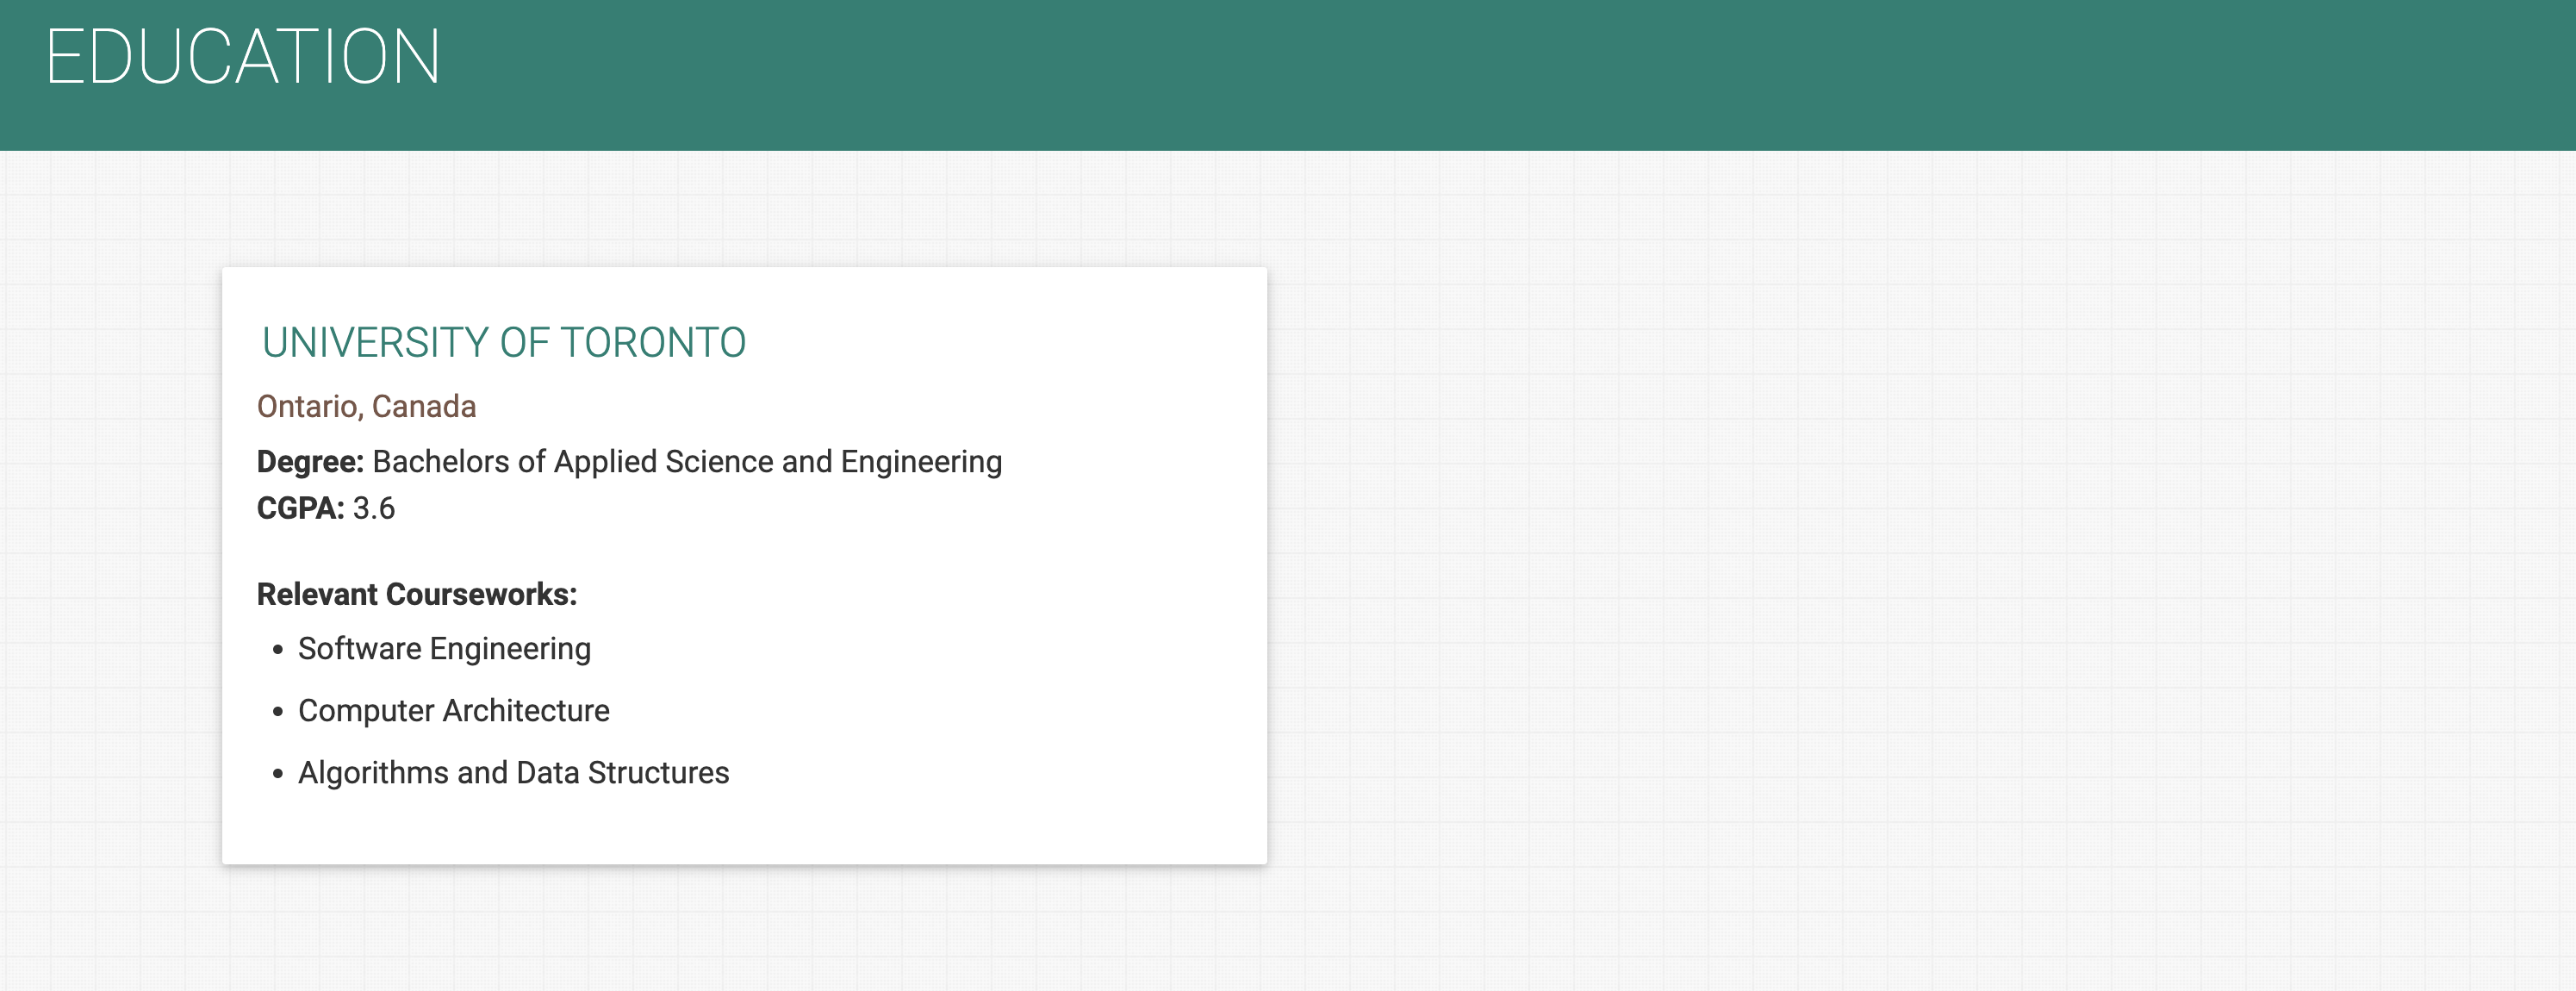 EDUCATION
UNIVERSITY OF TORONTO
Ontario, Canada
Degree: Bachelors of Applied Science and Engineering
CGPA: 3.6
Relevant Courseworks:
• Software Engineering
• Computer Architecture
• Algorithms and Data Structures